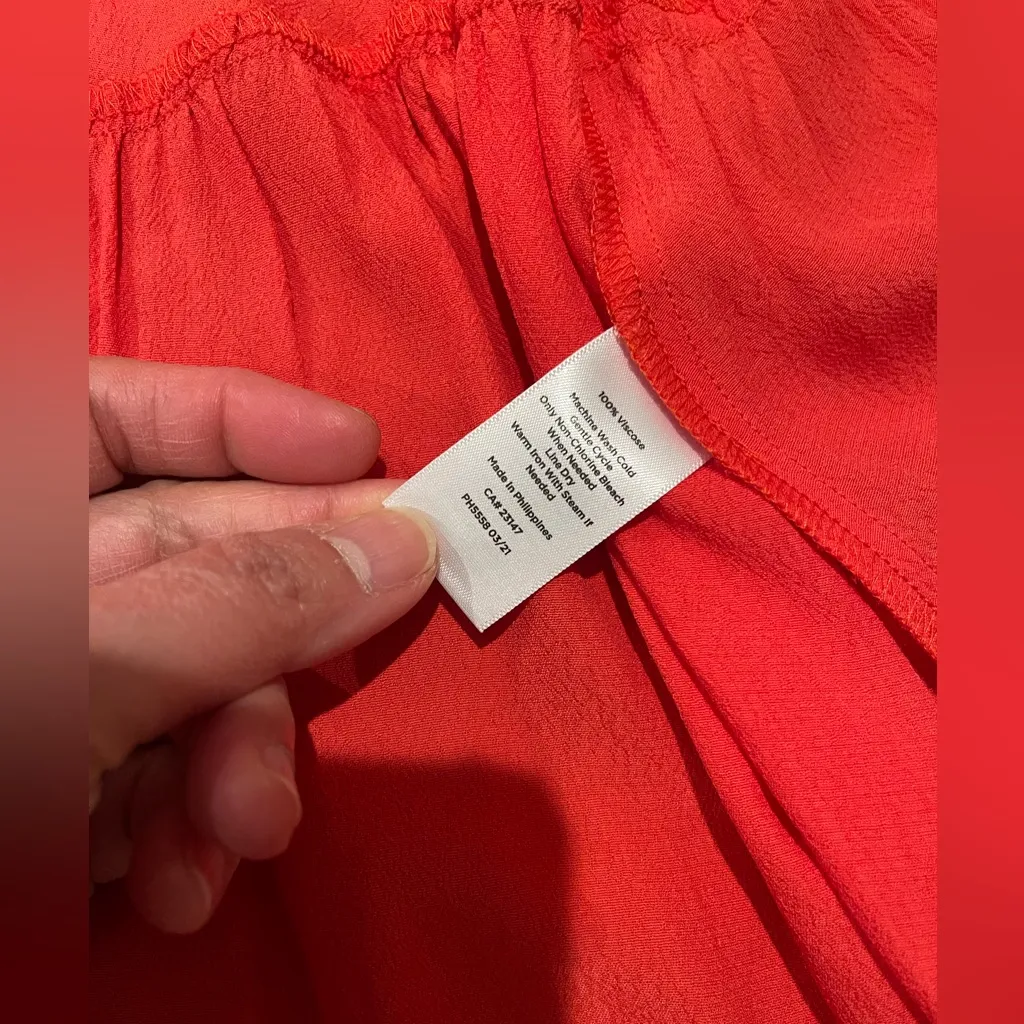 100% Viscose
Machine Wash Cold
Gentle Cycle
Only Non-Chlorine Bleach
When Needed
Line Dry
Warm Iron With Steam If
Needed
Made In Philippines
CA# 23147
PH5558 03/21